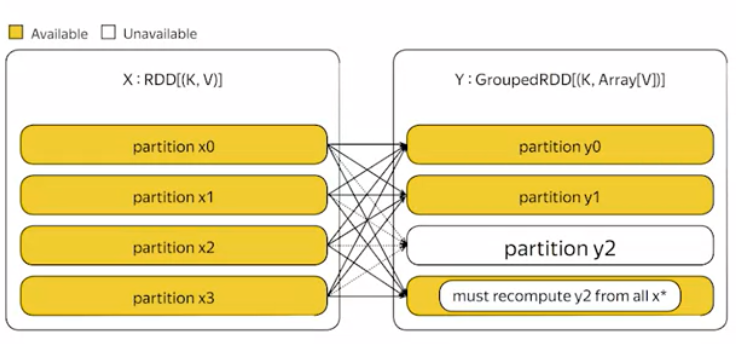 Available Unavailable
X : RDD[(K, V)]
Y : GroupedRDD[(K, Array[V])]
partition x0
partition y0
partition x1
partition y1
partition x2
partition y2
partition x3
must recompute y2 from all x*